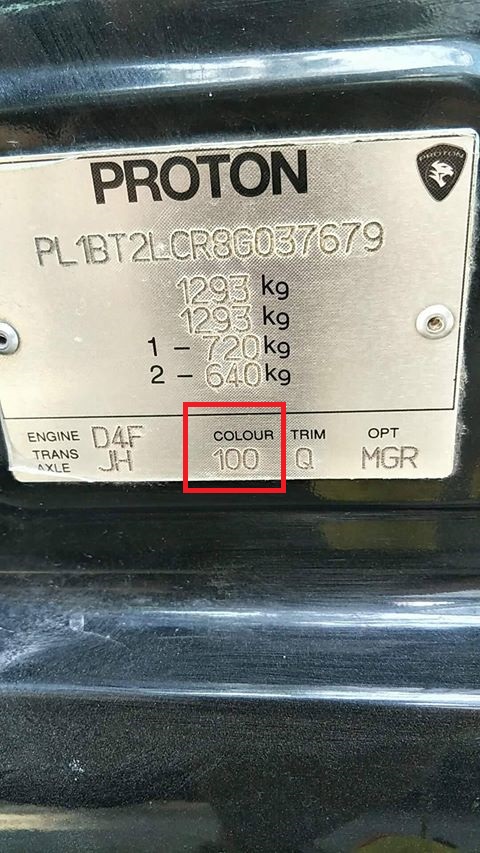 PROTON
PROTON
PL1BT2LCR8G037679
1293 kg
1293 kg
1 - 720 kg
2 - 640 kg
ENGINE D4F COLOUR TRIM OPT
TRANS AXLE JH 100 Q MGR